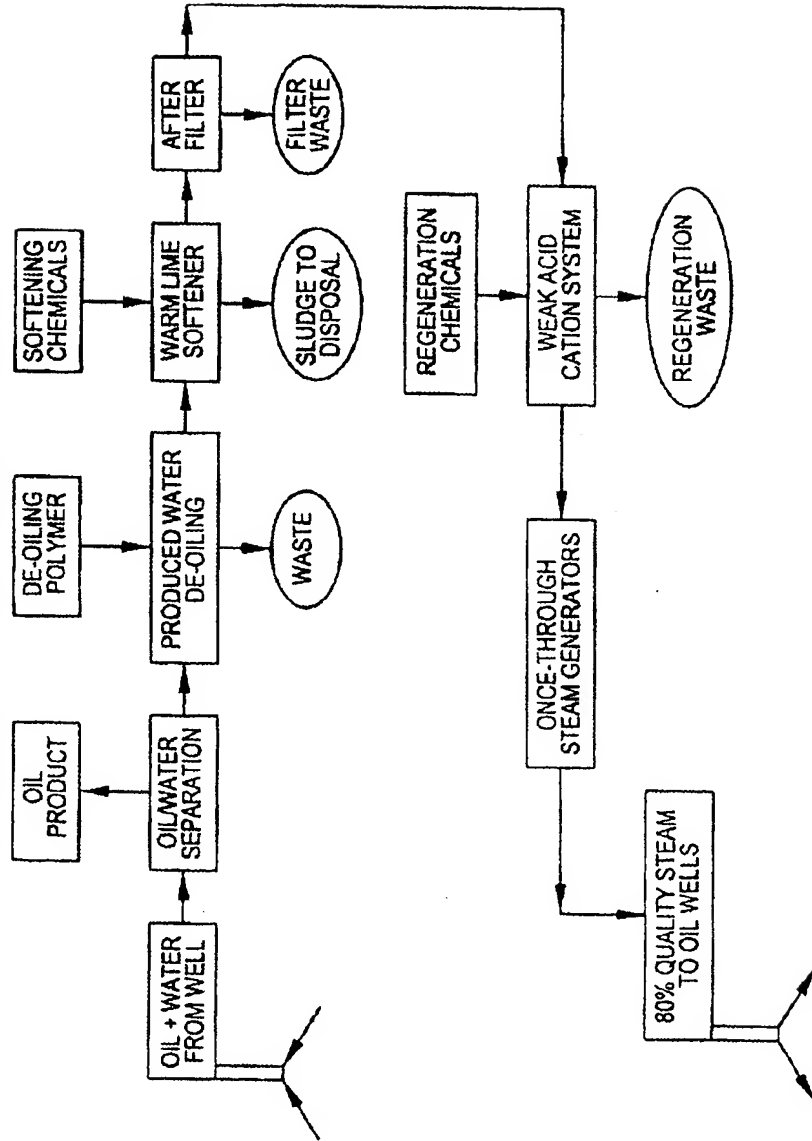 OIL + WATER
FROM WELL
OIL/WATER
SEPARATION
OIL
PRODUCT
PRODUCED WATER
DE-OILING
DE-OILING
POLYMER
WASTE
WARM LIME
SOFTENER
SOFTENING
CHEMICALS
SLUDGE TO
DISPOSAL
AFTER
FILTER
FILTER
WASTE
REGENERATION
CHEMICALS
WEAK ACID
CATION SYSTEM
REGENERATION
WASTE
ONCE-THROUGH
STEAM GENERATORS
80% QUALITY STEAM
TO OIL WELLS